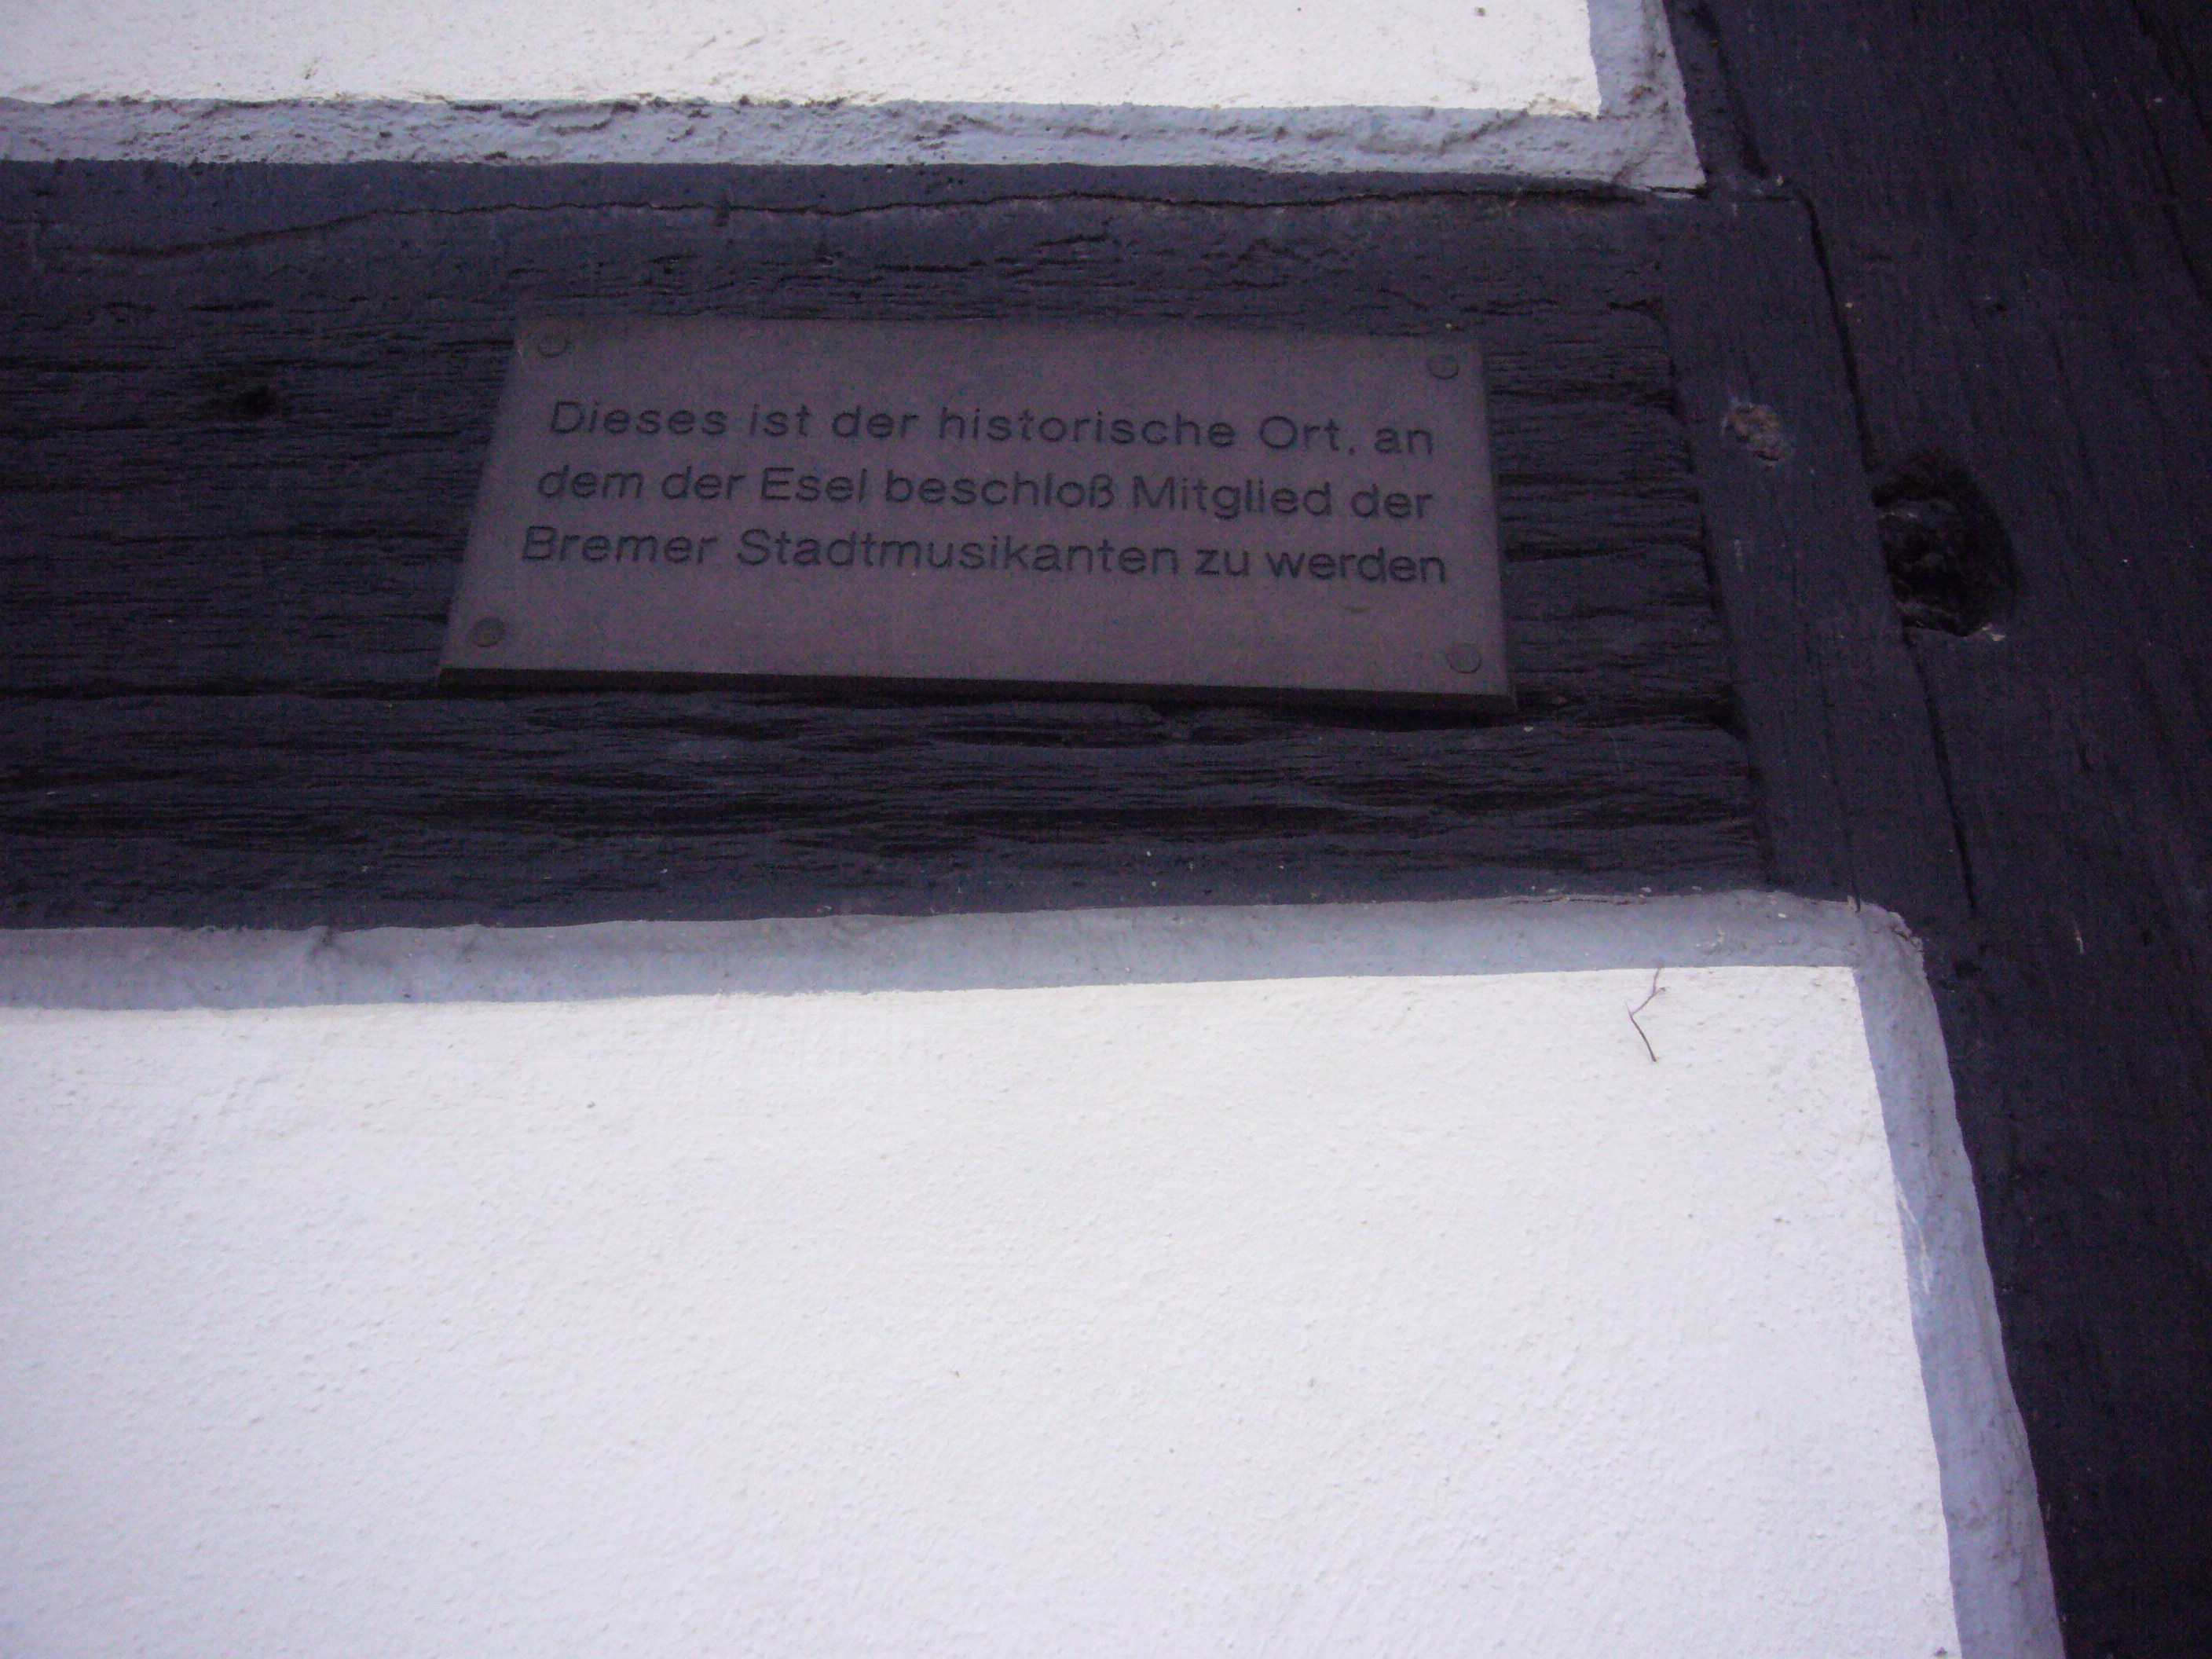 Dieses ist der historische Ort, an
dem der Esel beschloß Mitglied der
Bremer Stadtmusikanten zu werden